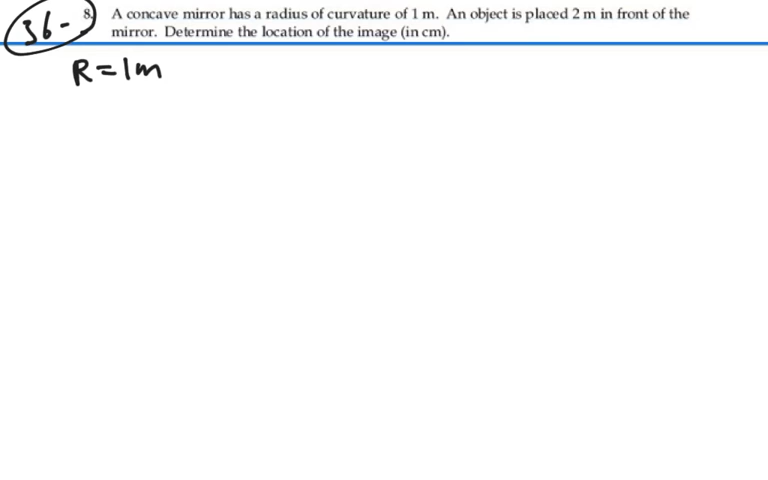 36-8. A concave mirror has a radius of curvature of 1 m. An object is placed 2 m in front of the
mirror. Determine the location of the image (in cm).
R=1m